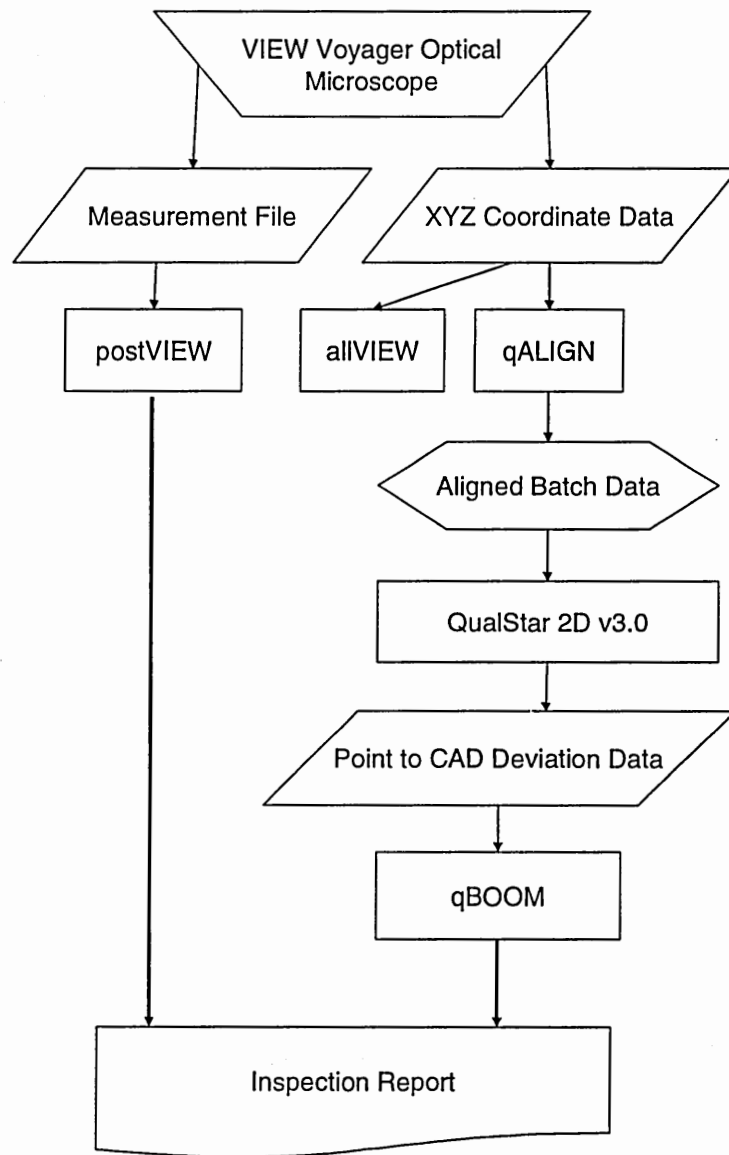 VIEW Voyager Optical
Microscope
Measurement File
XYZ Coordinate Data
postVIEW
allVIEW
qALIGN
Aligned Batch Data
QualStar 2D v3.0
Point to CAD Deviation Data
qBOOM
Inspection Report